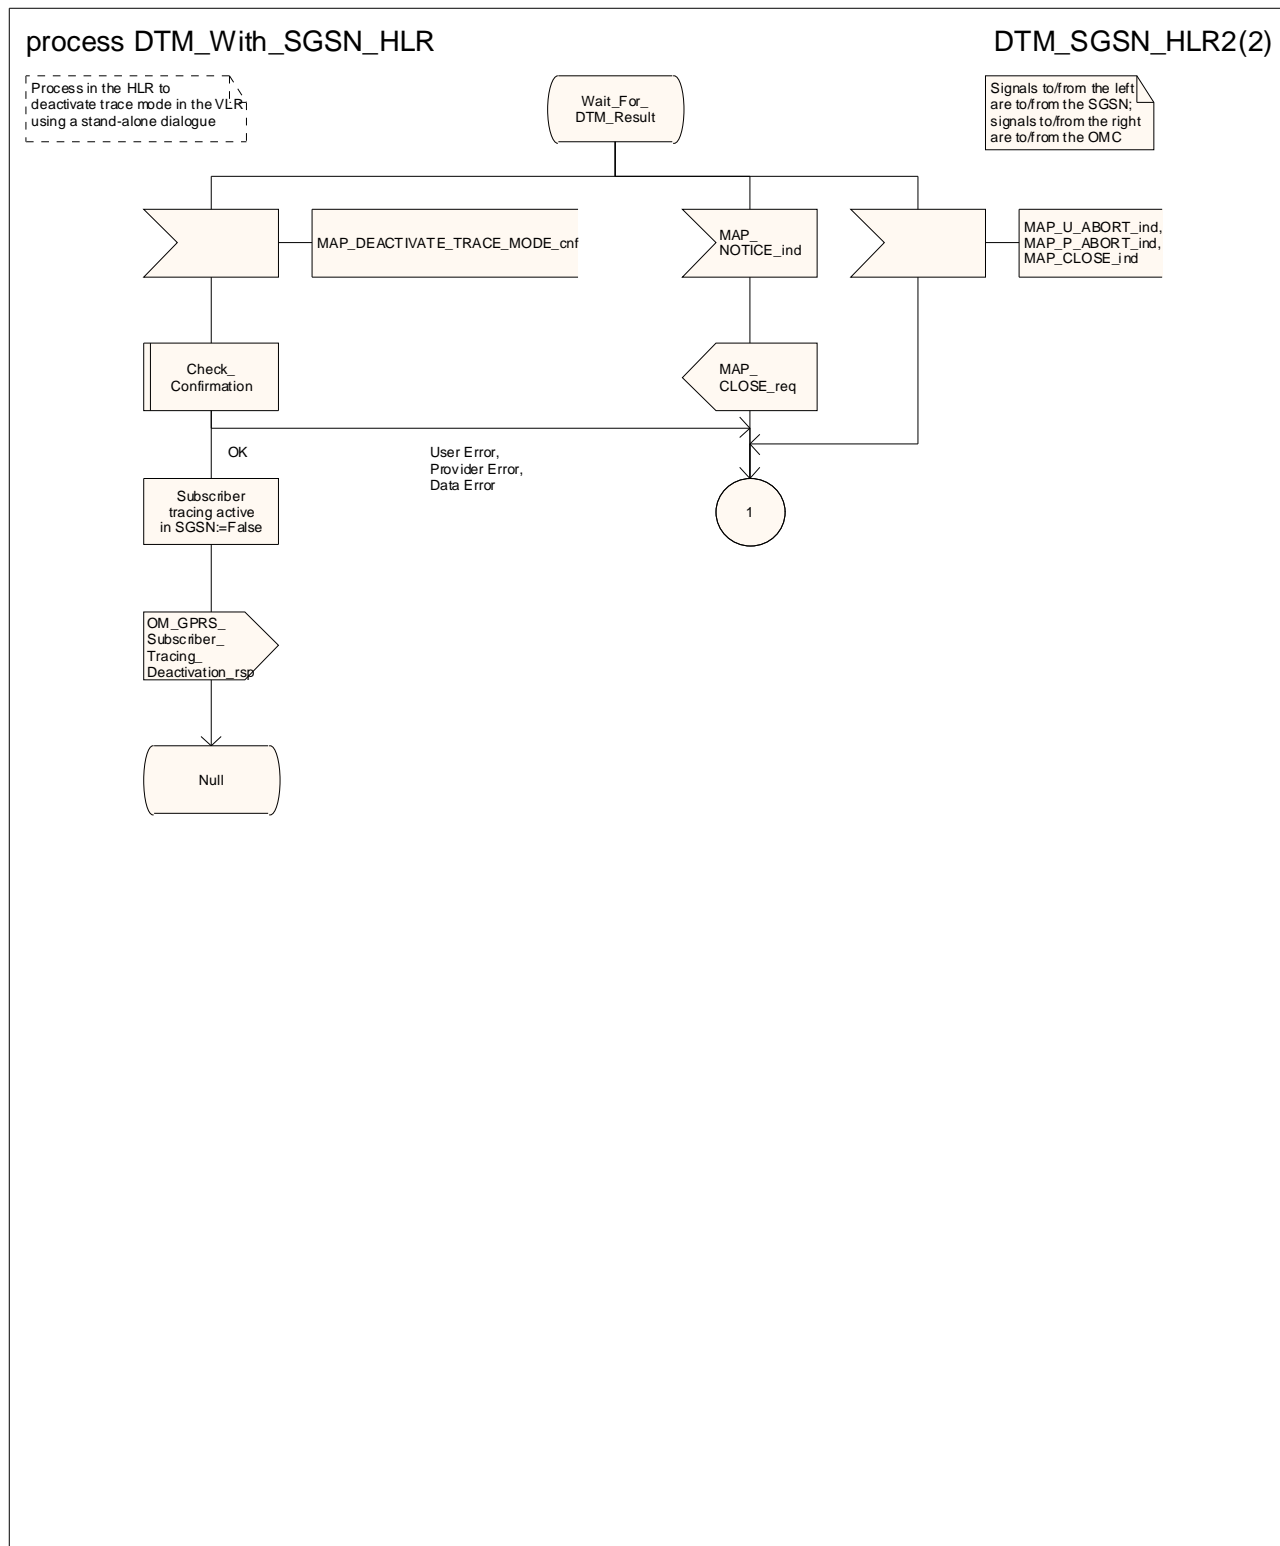 process DTM_With_SGSN_HLR
DTM_SGSN_HLR2(2)
Process in the HLR to
deactivate trace mode in the VLR
using a stand-alone dialogue
Wait_For_
DTM_Result
Signals to/from the left
are to/from the SGSN;
signals to/from the right
are to/from the OMC
MAP_DEACTIVATE_TRACE_MODE_cnf
MAP_
NOTICE_ind
MAP_U_ABORT_ind,
MAP_P_ABORT_ind,
MAP_CLOSE_ind
Check_
Confirmation
MAP_
CLOSE_req
OK
User Error,
Provider Error,
Data Error
Subscriber
tracing active
in SGSN:=False
1
OM_GPRS_
Subscriber_
Tracing_
Deactivation_rsp
Null